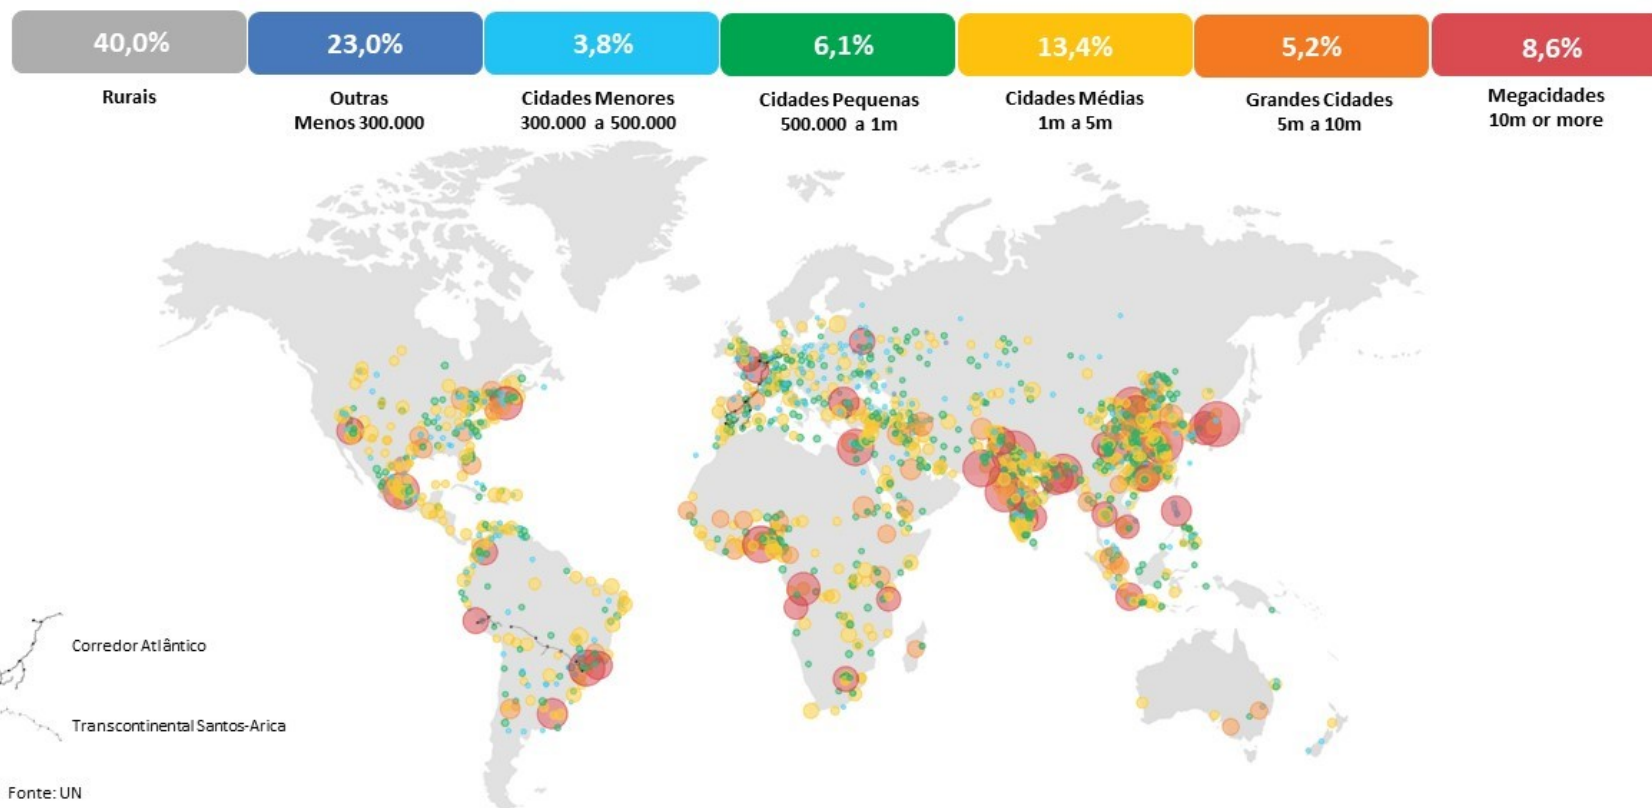 40,0%
23,0%
3,8%
6,1%
13,4%
5,2%
8,6%
Rurais
Outras
Menos 300.000
Cidades Menores
300.000 a 500.000
Cidades Pequenas
500.000 a 1m
Cidades Médias
1m a 5m
Grandes Cidades
5m a 10m
Megacidades
10m or more
Corredor Atlântico
Transcontinental Santos-Arica
Fonte: UN